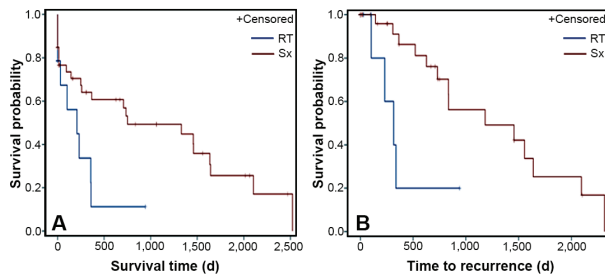 +Censored
RT
Sx
Survival probability
1.0
0.8
0.6
0.4
0.2
0.0
A
0 500 1,000 1,500 2,000 2,500
Survival time (d)
+Censored
RT
Sx
Survival probability
1.0
0.8
0.6
0.4
0.2
0.0
B
0 500 1,000 1,500 2,000
Time to recurrence (d)